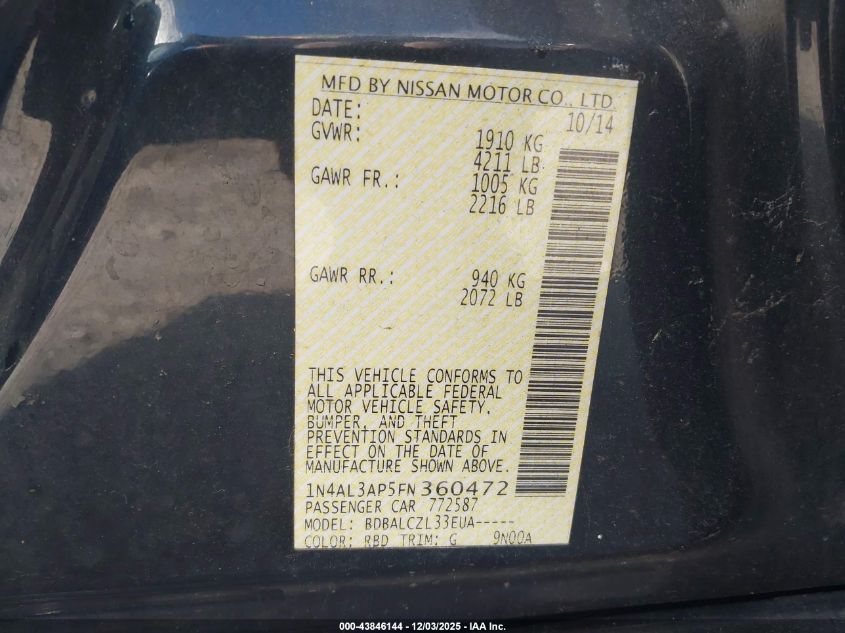 MFD BY NISSAN MOTOR CO., LTD.
DATE: 10/14
GVWR: 1910 KG
4211 LB
GAWR FR.: 1005 KG
2216 LB
GAWR RR.: 940 KG
2072 LB
THIS VEHICLE CONFORMS TO
ALL APPLICABLE FEDERAL
MOTOR VEHICLE SAFETY,
BUMPER, AND THEFT
PREVENTION STANDARDS IN
EFFECT ON THE DATE OF
MANUFACTURE SHOWN ABOVE.
1N4AL3AP5FN360472
PASSENGER CAR 772587
MODEL: BDBALCZL33EUA-----
COLOR: RBD TRIM: G 9N00A
000-43846144 - 12/03/2025 - IAA Inc.